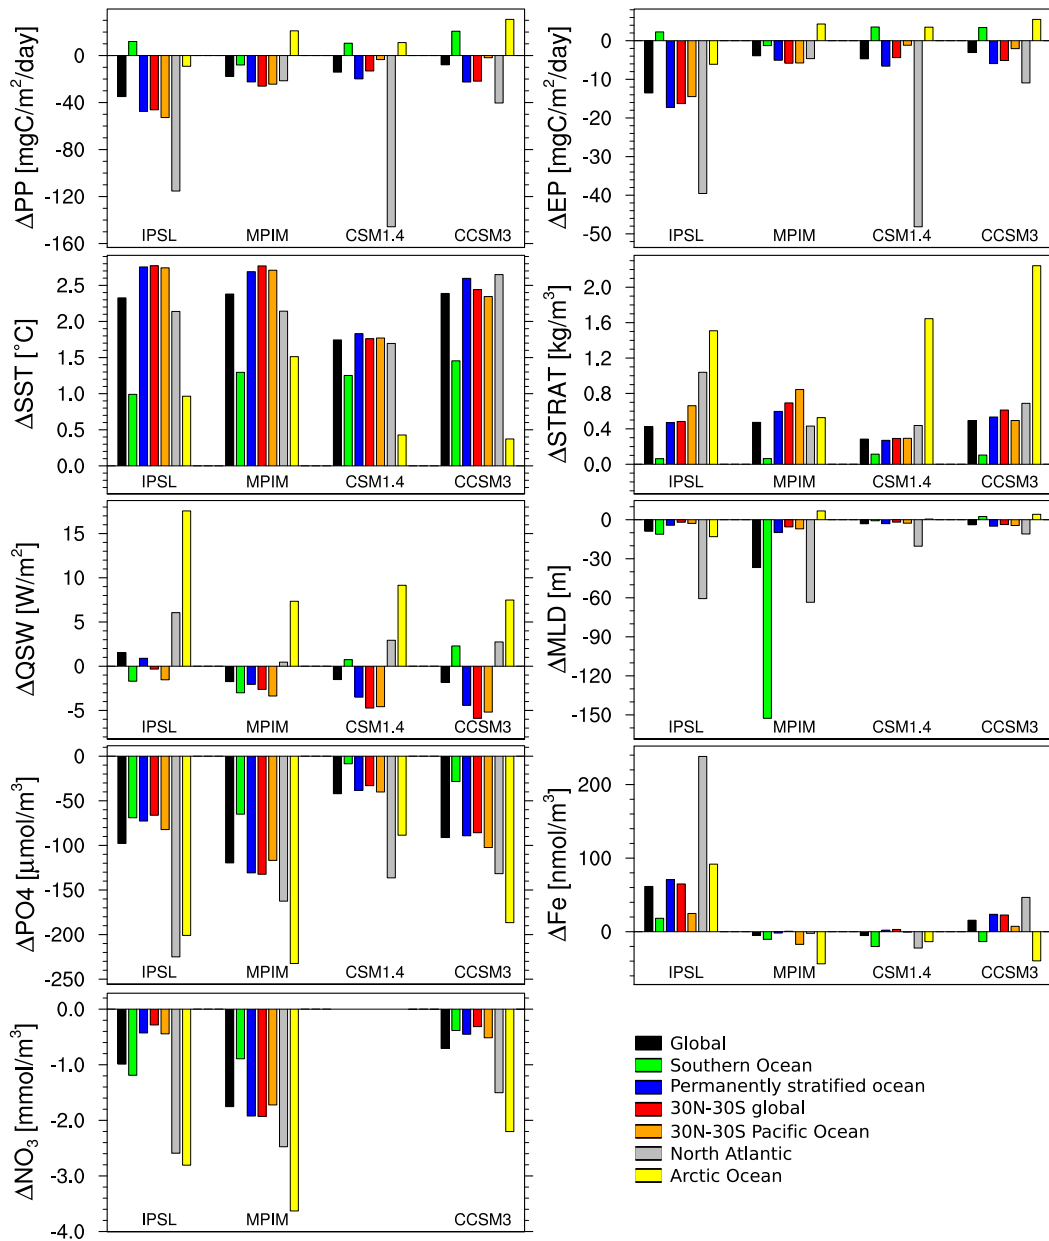 ΔPP [mgC/m²/day]
0
-40
-80
-120
-160
IPSL MPIM CSM1.4 CCSM3
ΔEP [mgC/m²/day]
0
-10
-20
-30
-40
-50
IPSL MPIM CSM1.4 CCSM3
ΔSST [°C]
2.5
2.0
1.5
1.0
0.5
0.0
IPSL MPIM CSM1.4 CCSM3
ΔSTRAT [kg/m³]
2.0
1.6
1.2
0.8
0.4
0.0
IPSL MPIM CSM1.4 CCSM3
ΔQSW [W/m²]
15
10
5
0
-5
IPSL MPIM CSM1.4 CCSM3
ΔMLD [m]
0
-30
-60
-90
-120
-150
IPSL MPIM CSM1.4 CCSM3
ΔPO4 [μmol/m³]
0
-50
-100
-150
-200
-250
IPSL MPIM CSM1.4 CCSM3
ΔFe [nmol/m³]
200
100
0
IPSL MPIM CSM1.4 CCSM3
ΔNO₃ [mmol/m³]
0.0
-1.0
-2.0
-3.0
-4.0
IPSL MPIM CCSM3
Global
Southern Ocean
Permanently stratified ocean
30N-30S global
30N-30S Pacific Ocean
North Atlantic
Arctic Ocean